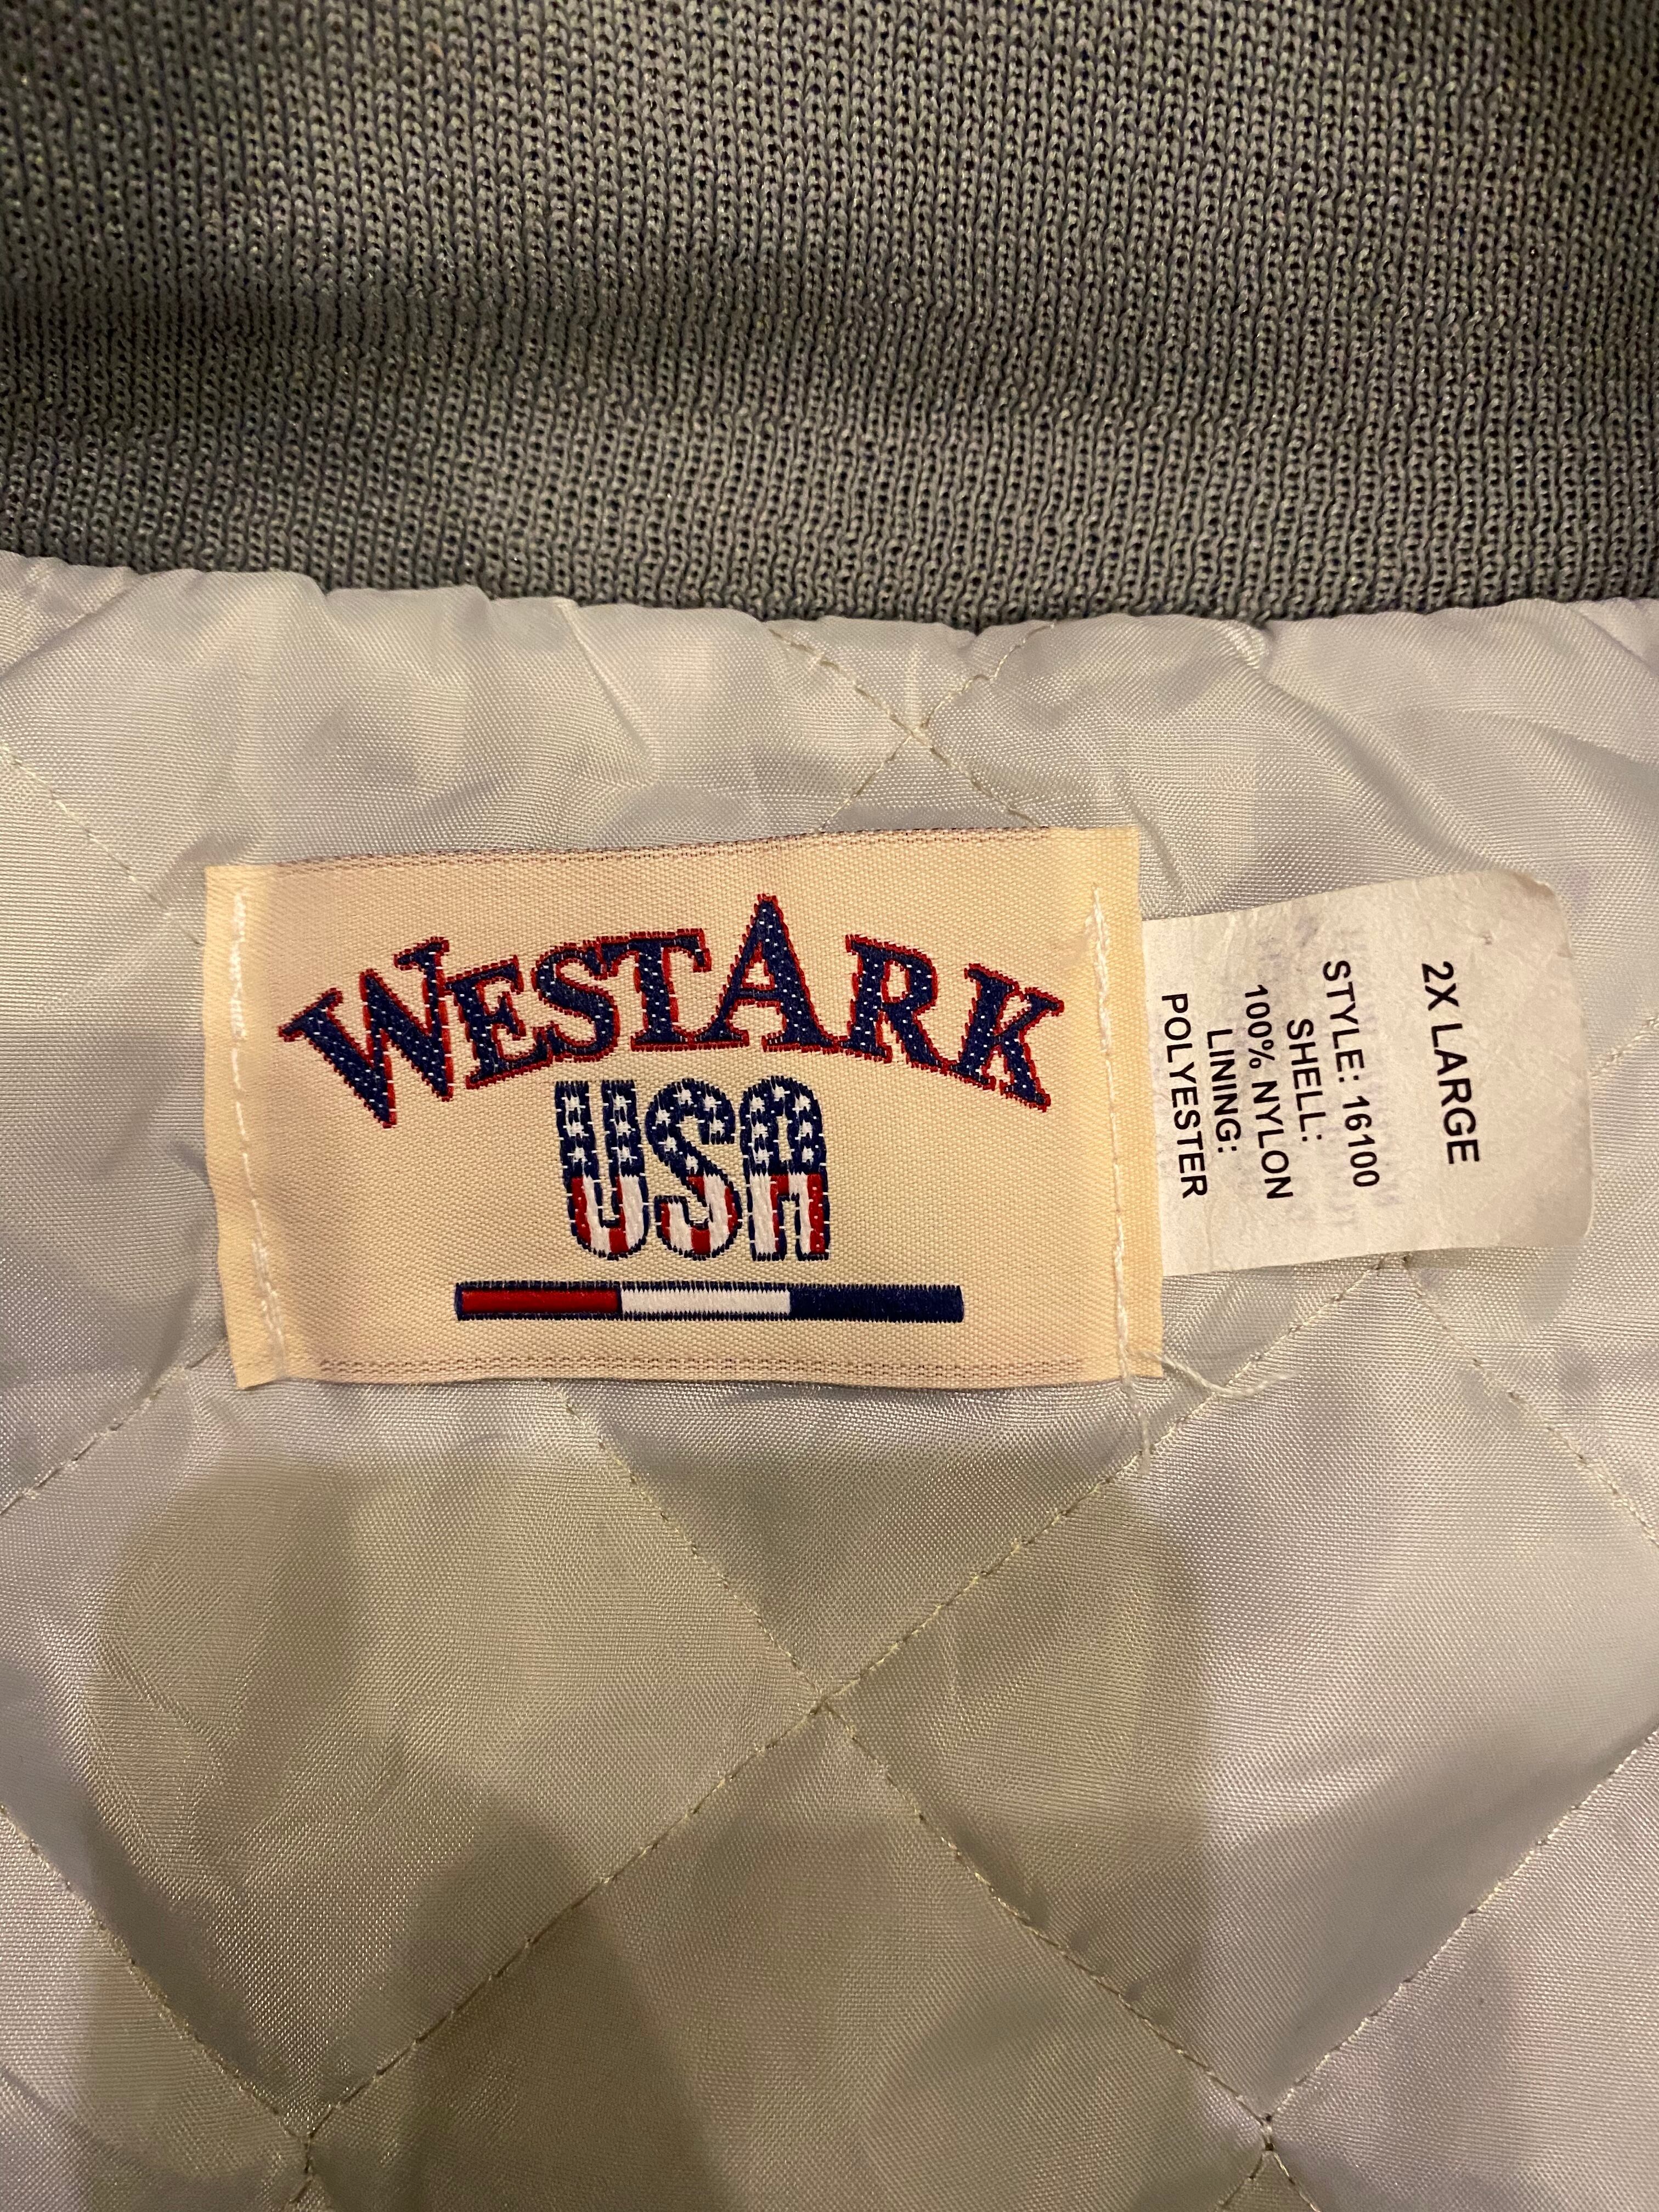 WESTARK
USA
2X LARGE
STYLE: 16100
SHELL:
100% NYLON
LINING:
POLYESTER